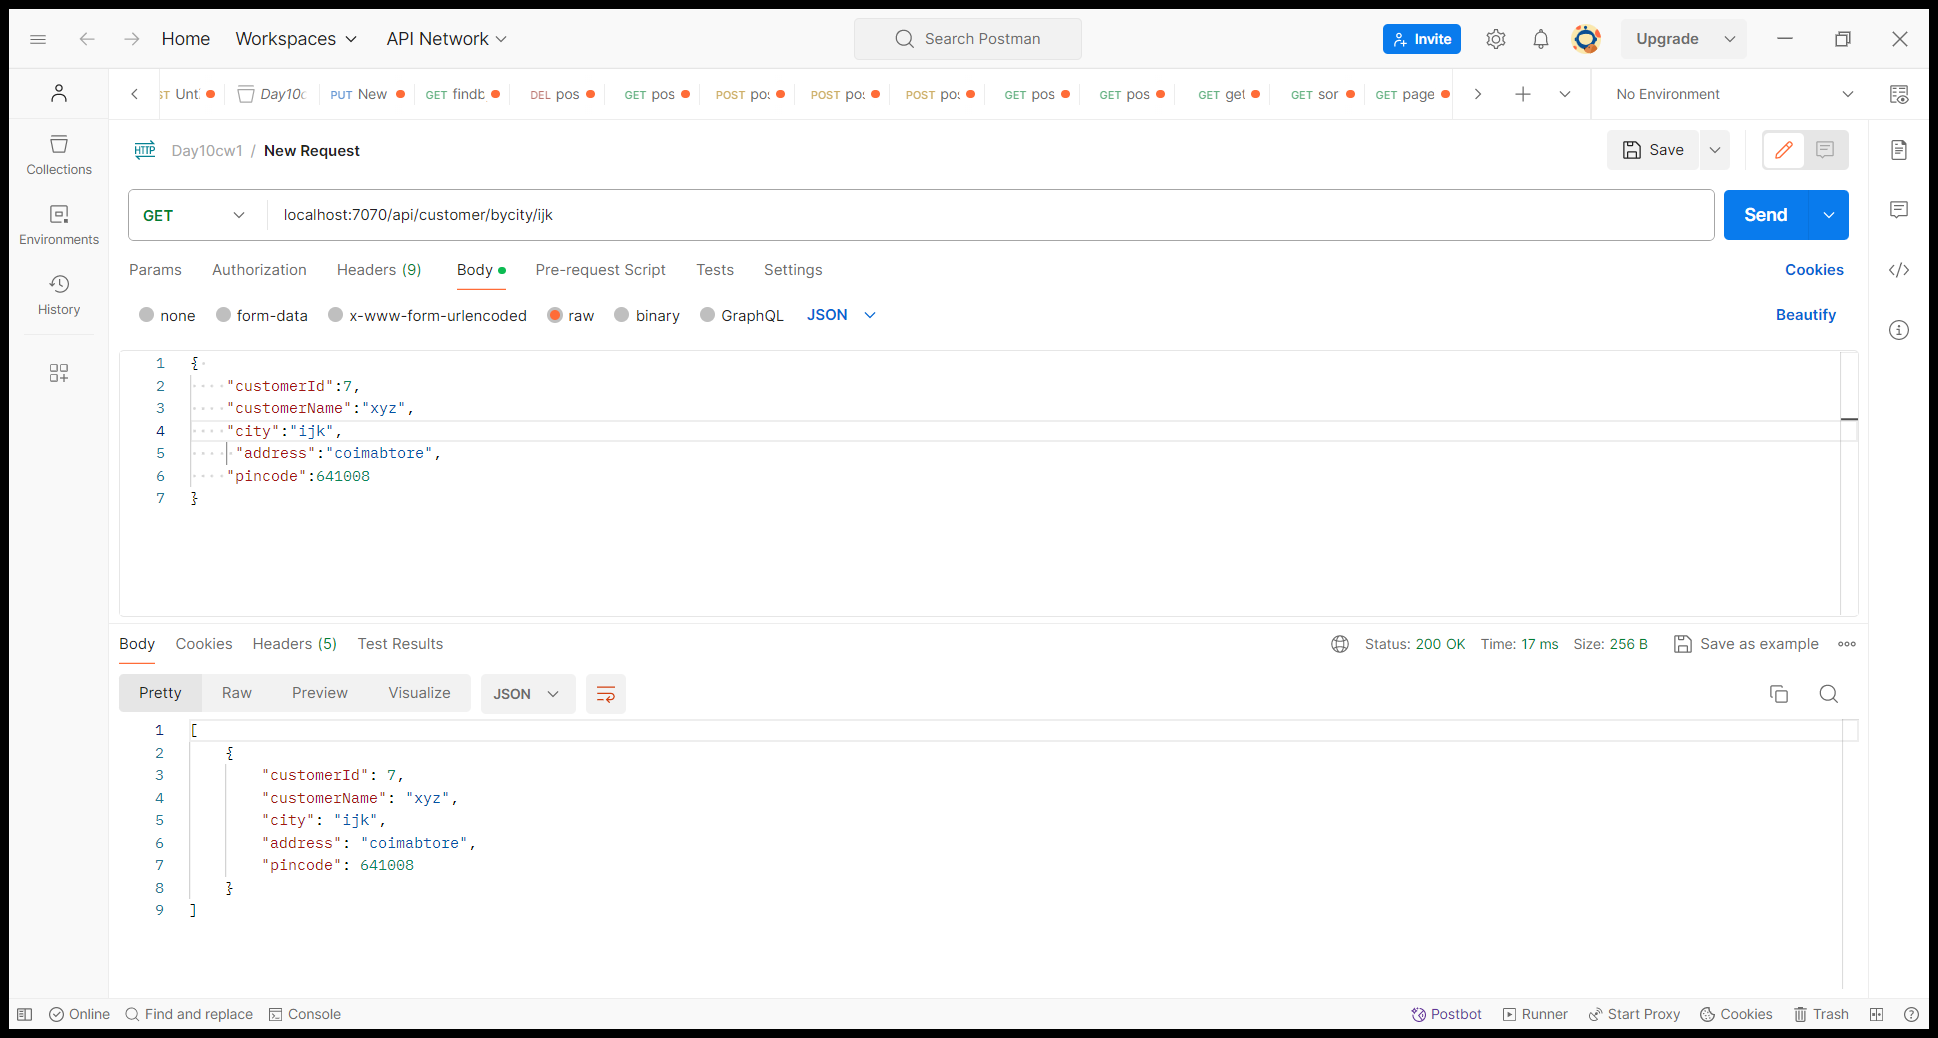 Home Workspaces API Network Search Postman Invite Upgrade
ST Unt Day10c PUT New GET findb DEL pos GET pos POST pos POST pos POST pos GET pos GET pos GET get GET sor GET page No Environment
HTTP Day10cw1 / New Request Save
Collections
Environments
History
GET localhost:7070/api/customer/bycity/ijk Send
Params Authorization Headers (9) Body Pre-request Script Tests Settings Cookies
none form-data x-www-form-urlencoded raw binary GraphQL JSON Beautify
1 {
2 "customerId":7,
3 "customerName":"xyz",
4 "city":"ijk",
5 "address":"coimabtore",
6 "pincode":641008
7 }
Body Cookies Headers (5) Test Results Status: 200 OK Time: 17 ms Size: 256 B Save as example
Pretty Raw Preview Visualize JSON
1 [
2 {
3 "customerId": 7,
4 "customerName": "xyz",
5 "city": "ijk",
6 "address": "coimabtore",
7 "pincode": 641008
8 }
9 ]
Online Find and replace Console Postbot Runner Start Proxy Cookies Trash